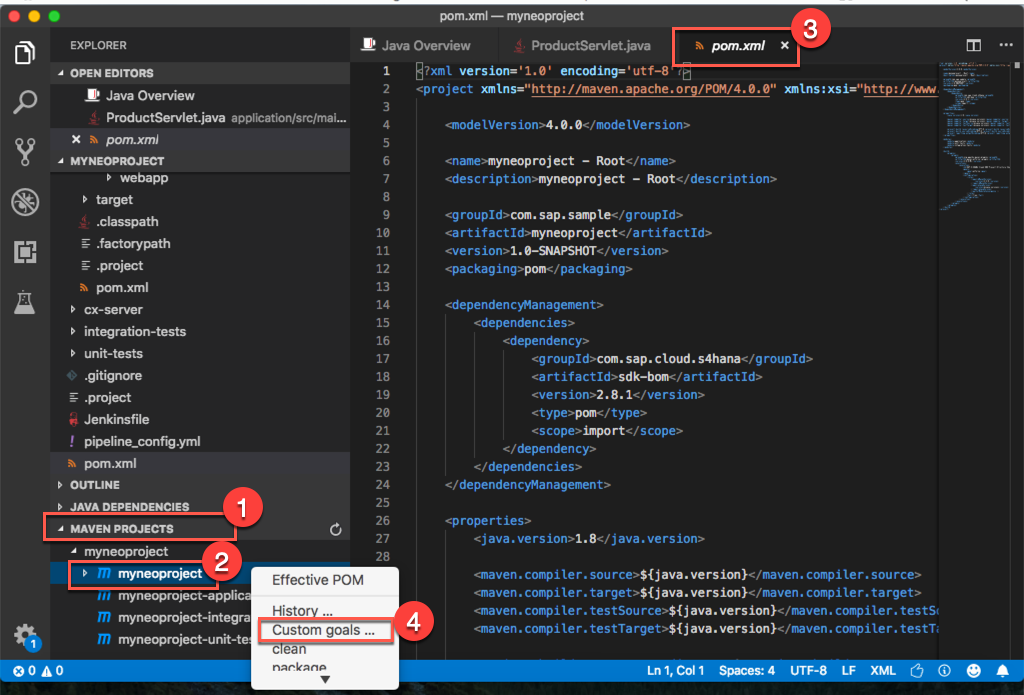 pom.xml — myneoproject
EXPLORER
OPEN EDITORS
Java Overview
ProductServlet.java application/src/mai...
pom.xml
MYNEOPROJECT
webapp
target
.classpath
.factorypath
.project
pom.xml
cx-server
integration-tests
unit-tests
.gitignore
.project
Jenkinsfile
pipeline_config.yml
pom.xml
OUTLINE
JAVA DEPENDENCIES
1
MAVEN PROJECTS
myneoproject
2
myneoproject
myneoproject-applica
myneoproject-integra
myneoproject-unit-te
Effective POM
History ...
Custom goals ...
4
clean
package
Java Overview
ProductServlet.java
pom.xml
3
1 <?xml version='1.0' encoding='utf-8'?>
2 <project xmlns="http://maven.apache.org/POM/4.0.0" xmlns:xsi="http://www.
3
4 <modelVersion>4.0.0</modelVersion>
5
6 <name>myneoproject - Root</name>
7 <description>myneoproject - Root</description>
8
9 <groupId>com.sap.sample</groupId>
10 <artifactId>myneoproject</artifactId>
11 <version>1.0-SNAPSHOT</version>
12 <packaging>pom</packaging>
13
14 <dependencyManagement>
15 <dependencies>
16 <dependency>
17 <groupId>com.sap.cloud.s4hana</groupId>
18 <artifactId>sdk-bom</artifactId>
19 <version>2.8.1</version>
20 <type>pom</type>
21 <scope>import</scope>
22 </dependency>
23 </dependencies>
24 </dependencyManagement>
25
26 <properties>
27 <java.version>1.8</java.version>
28
<maven.compiler.source>${java.version}</maven.compiler.source>
<maven.compiler.target>${java.version}</maven.compiler.target>
<maven.compiler.testSource>${java.version}</maven.compiler.testSo
<maven.compiler.testTarget>${java.version}</maven.compiler.testTa
1
0 0
Ln 1, Col 1 Spaces: 4 UTF-8 LF XML